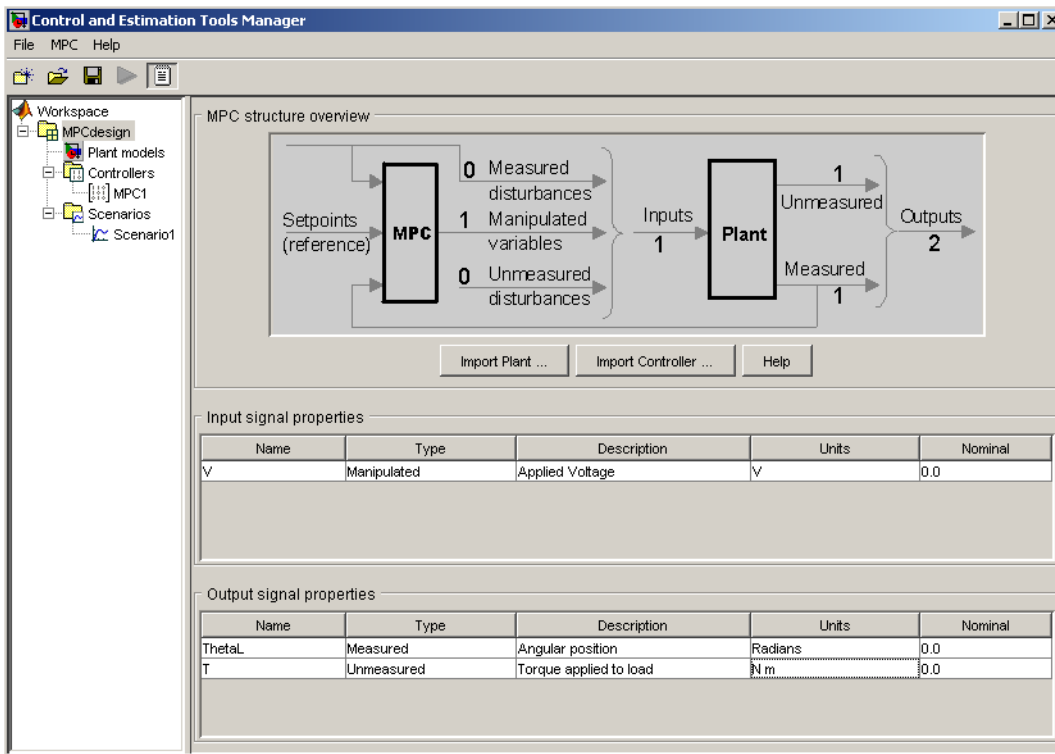 Control and Estimation Tools Manager
File MPC Help
Workspace
MPCdesign
Plant models
Controllers
MPC1
Scenarios
Scenario1
MPC structure overview
Setpoints
(reference)
MPC
0 Measured
disturbances
1 Manipulated
variables
0 Unmeasured
disturbances
Inputs
1
Plant
1
Unmeasured
Measured
1
Outputs
2
Import Plant ... Import Controller ... Help
Input signal properties
Name Type Description Units Nominal
V Manipulated Applied Voltage V 0.0
Output signal properties
Name Type Description Units Nominal
ThetaL Measured Angular position Radians 0.0
T Unmeasured Torque applied to load N m 0.0